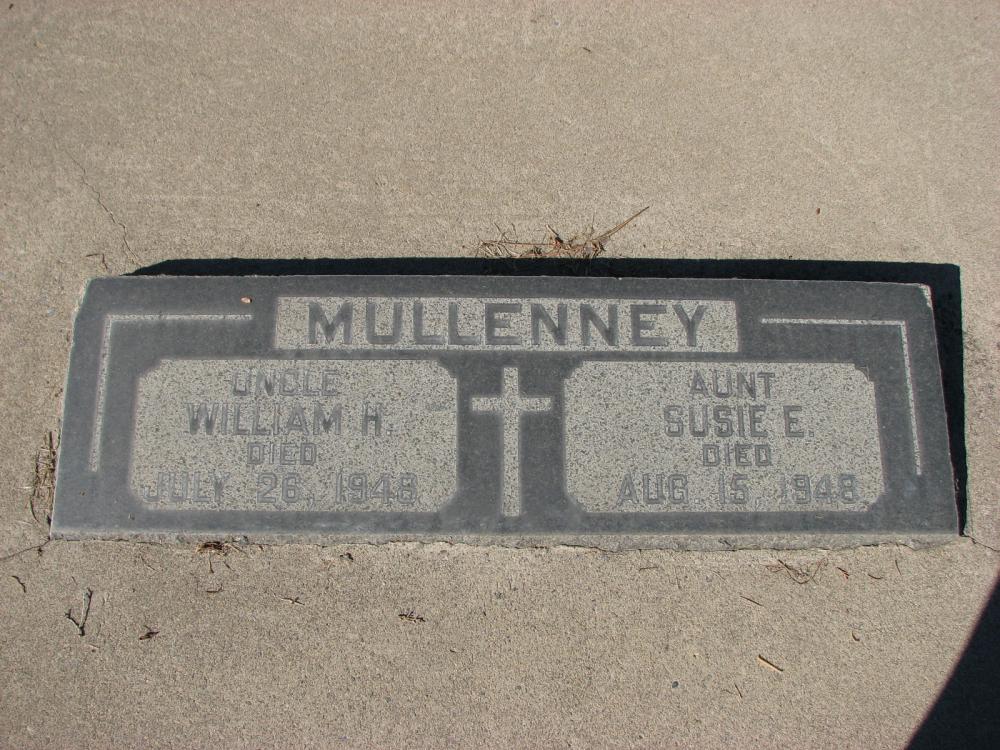 MULLENNEY
UNCLE
WILLIAM H.
DIED
JULY 26, 1948
AUNT
SUSIE E.
DIED
AUG 15, 1948